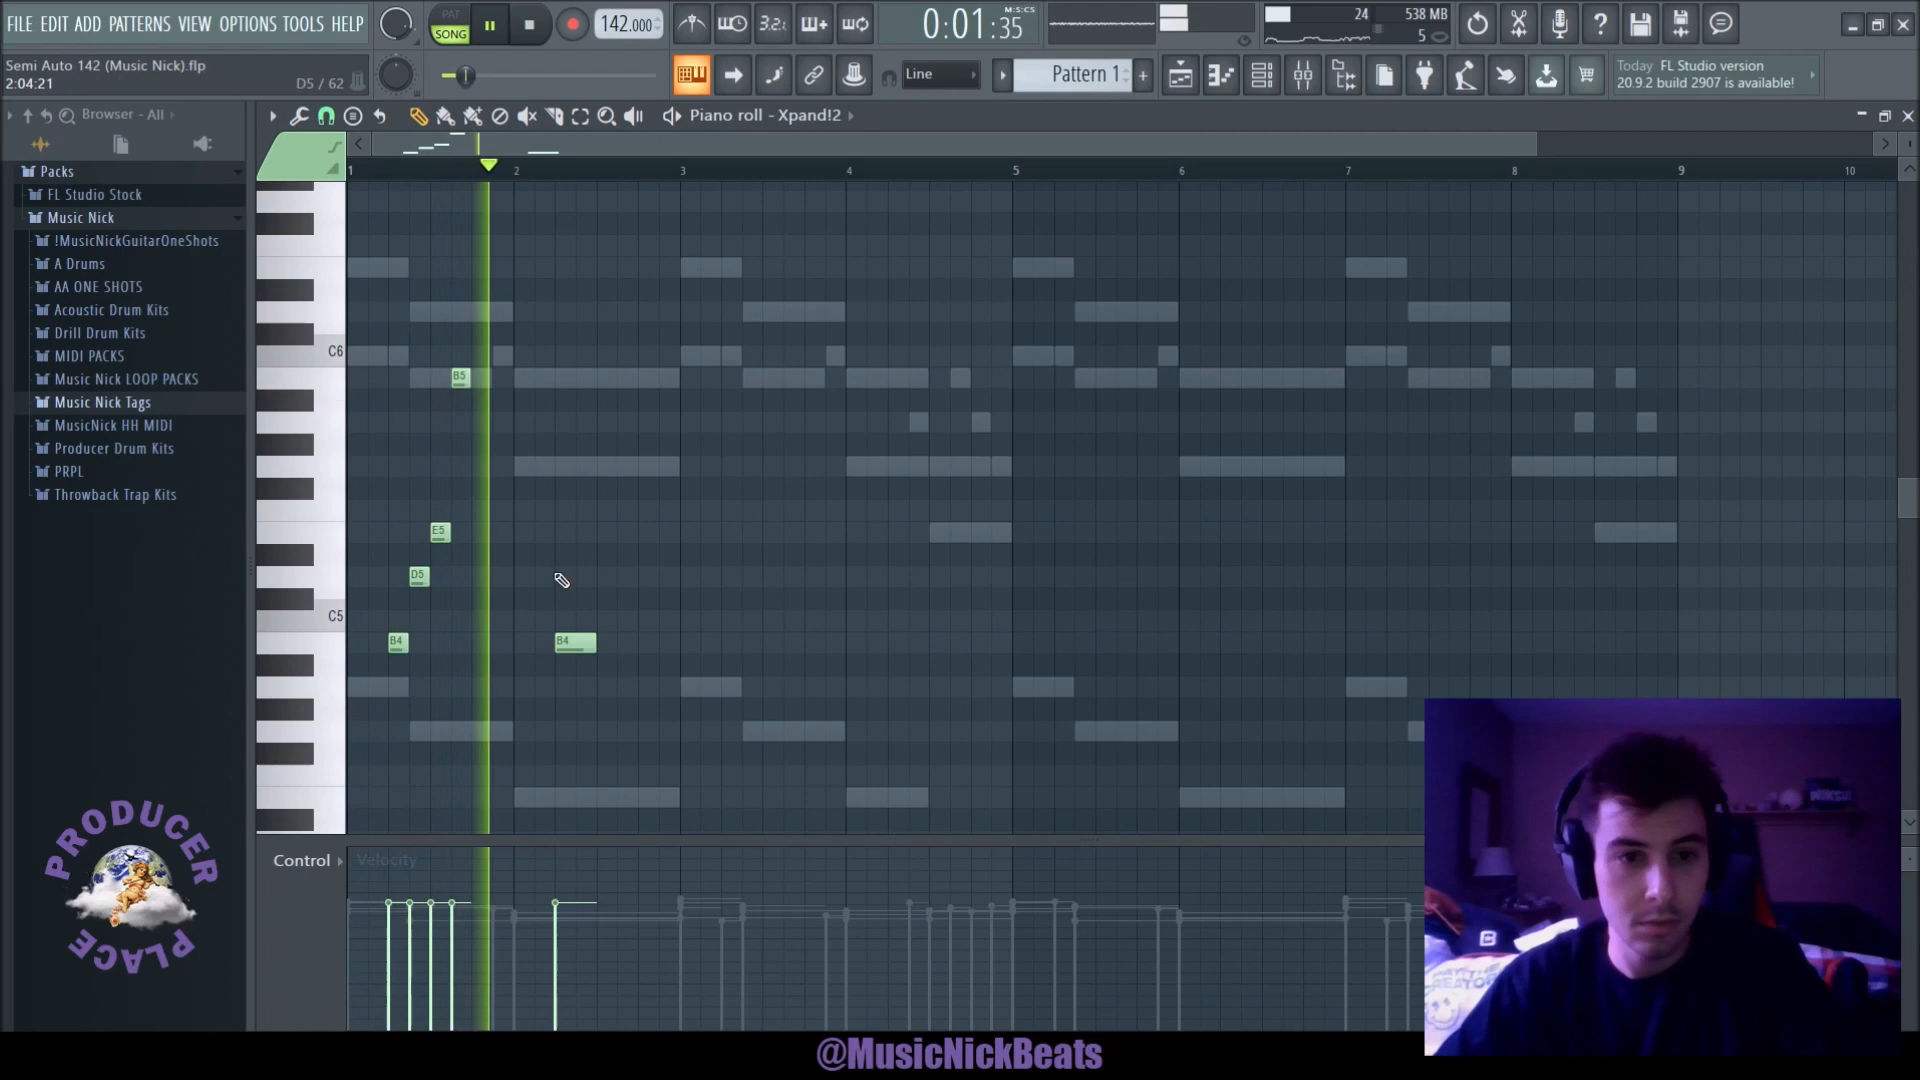 FILE EDIT ADD PATTERNS VIEW OPTIONS TOOLS HELP
PAT
SONG
142.000
3.2.
0:01:35
M:S:CS
24
538 MB
5
Semi Auto 142 (Music Nick).flp
2:04:21
D5 / 62
Line
Pattern 1
Today FL Studio version
20.9.2 build 2907 is available!
Browser - All
Piano roll - Xpand!2
Packs
FL Studio Stock
Music Nick
!MusicNickGuitarOneShots
A Drums
AA ONE SHOTS
Acoustic Drum Kits
Drill Drum Kits
MIDI PACKS
Music Nick LOOP PACKS
Music Nick Tags
MusicNick HH MIDI
Producer Drum Kits
PRPL
Throwback Trap Kits
1 2 3 4 5 6 7 8 9 10
C6
B5
E5
D5
C5
B4
B4
Control
Velocity
PRODUCER
PLACE
@MusicNickBeats